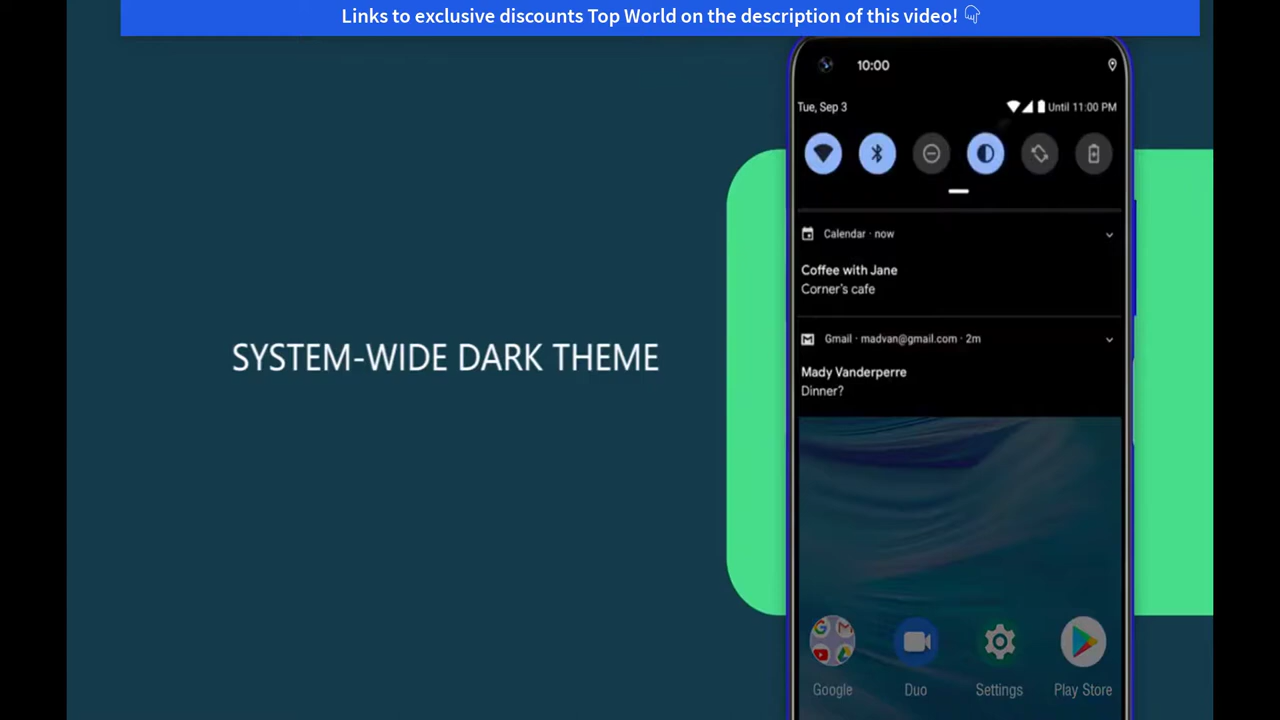 Links to exclusive discounts Top World on the description of this video! 👇
10:00
Tue, Sep 3
Until 11:00 PM
Calendar · now
Coffee with Jane
Corner's cafe
SYSTEM-WIDE DARK THEME
Gmail · madvan@gmail.com · 2m
Mady Vanderperre
Dinner?
Google
Duo
Settings
Play Store